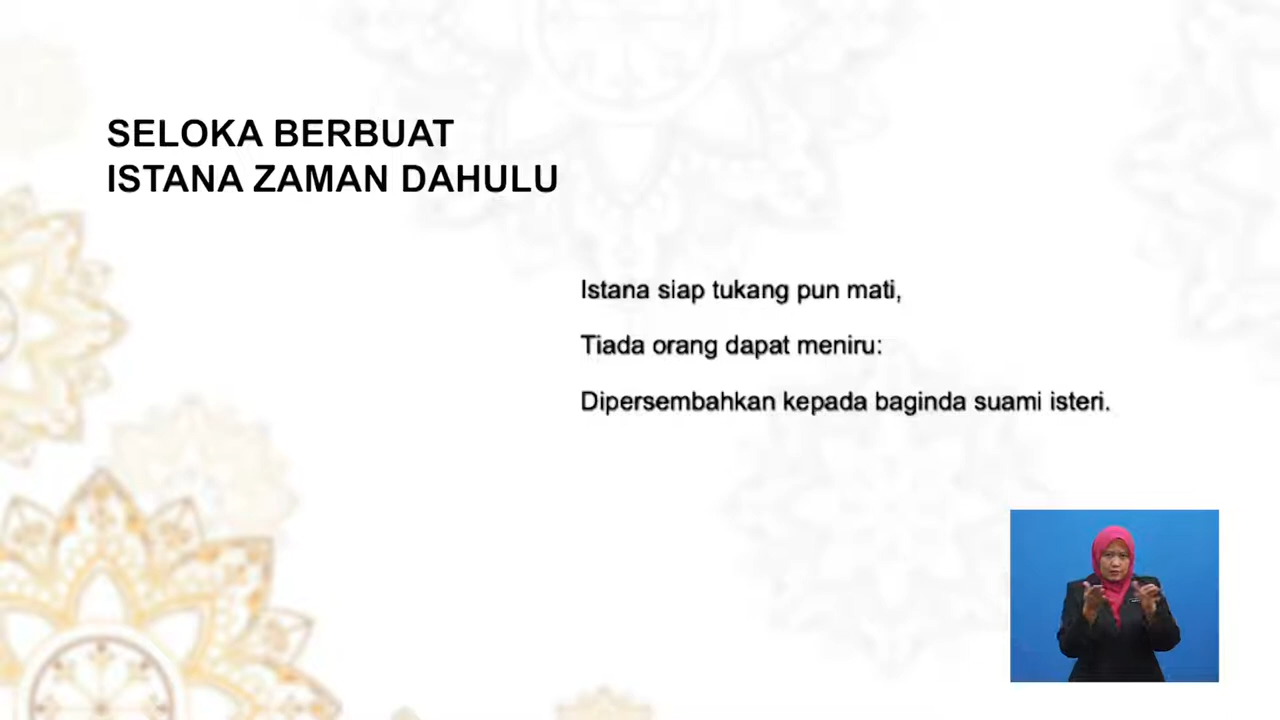 SELOKA BERBUAT
ISTANA ZAMAN DAHULU
Istana siap tukang pun mati,
Tiada orang dapat meniru:
Dipersembahkan kepada baginda suami isteri.